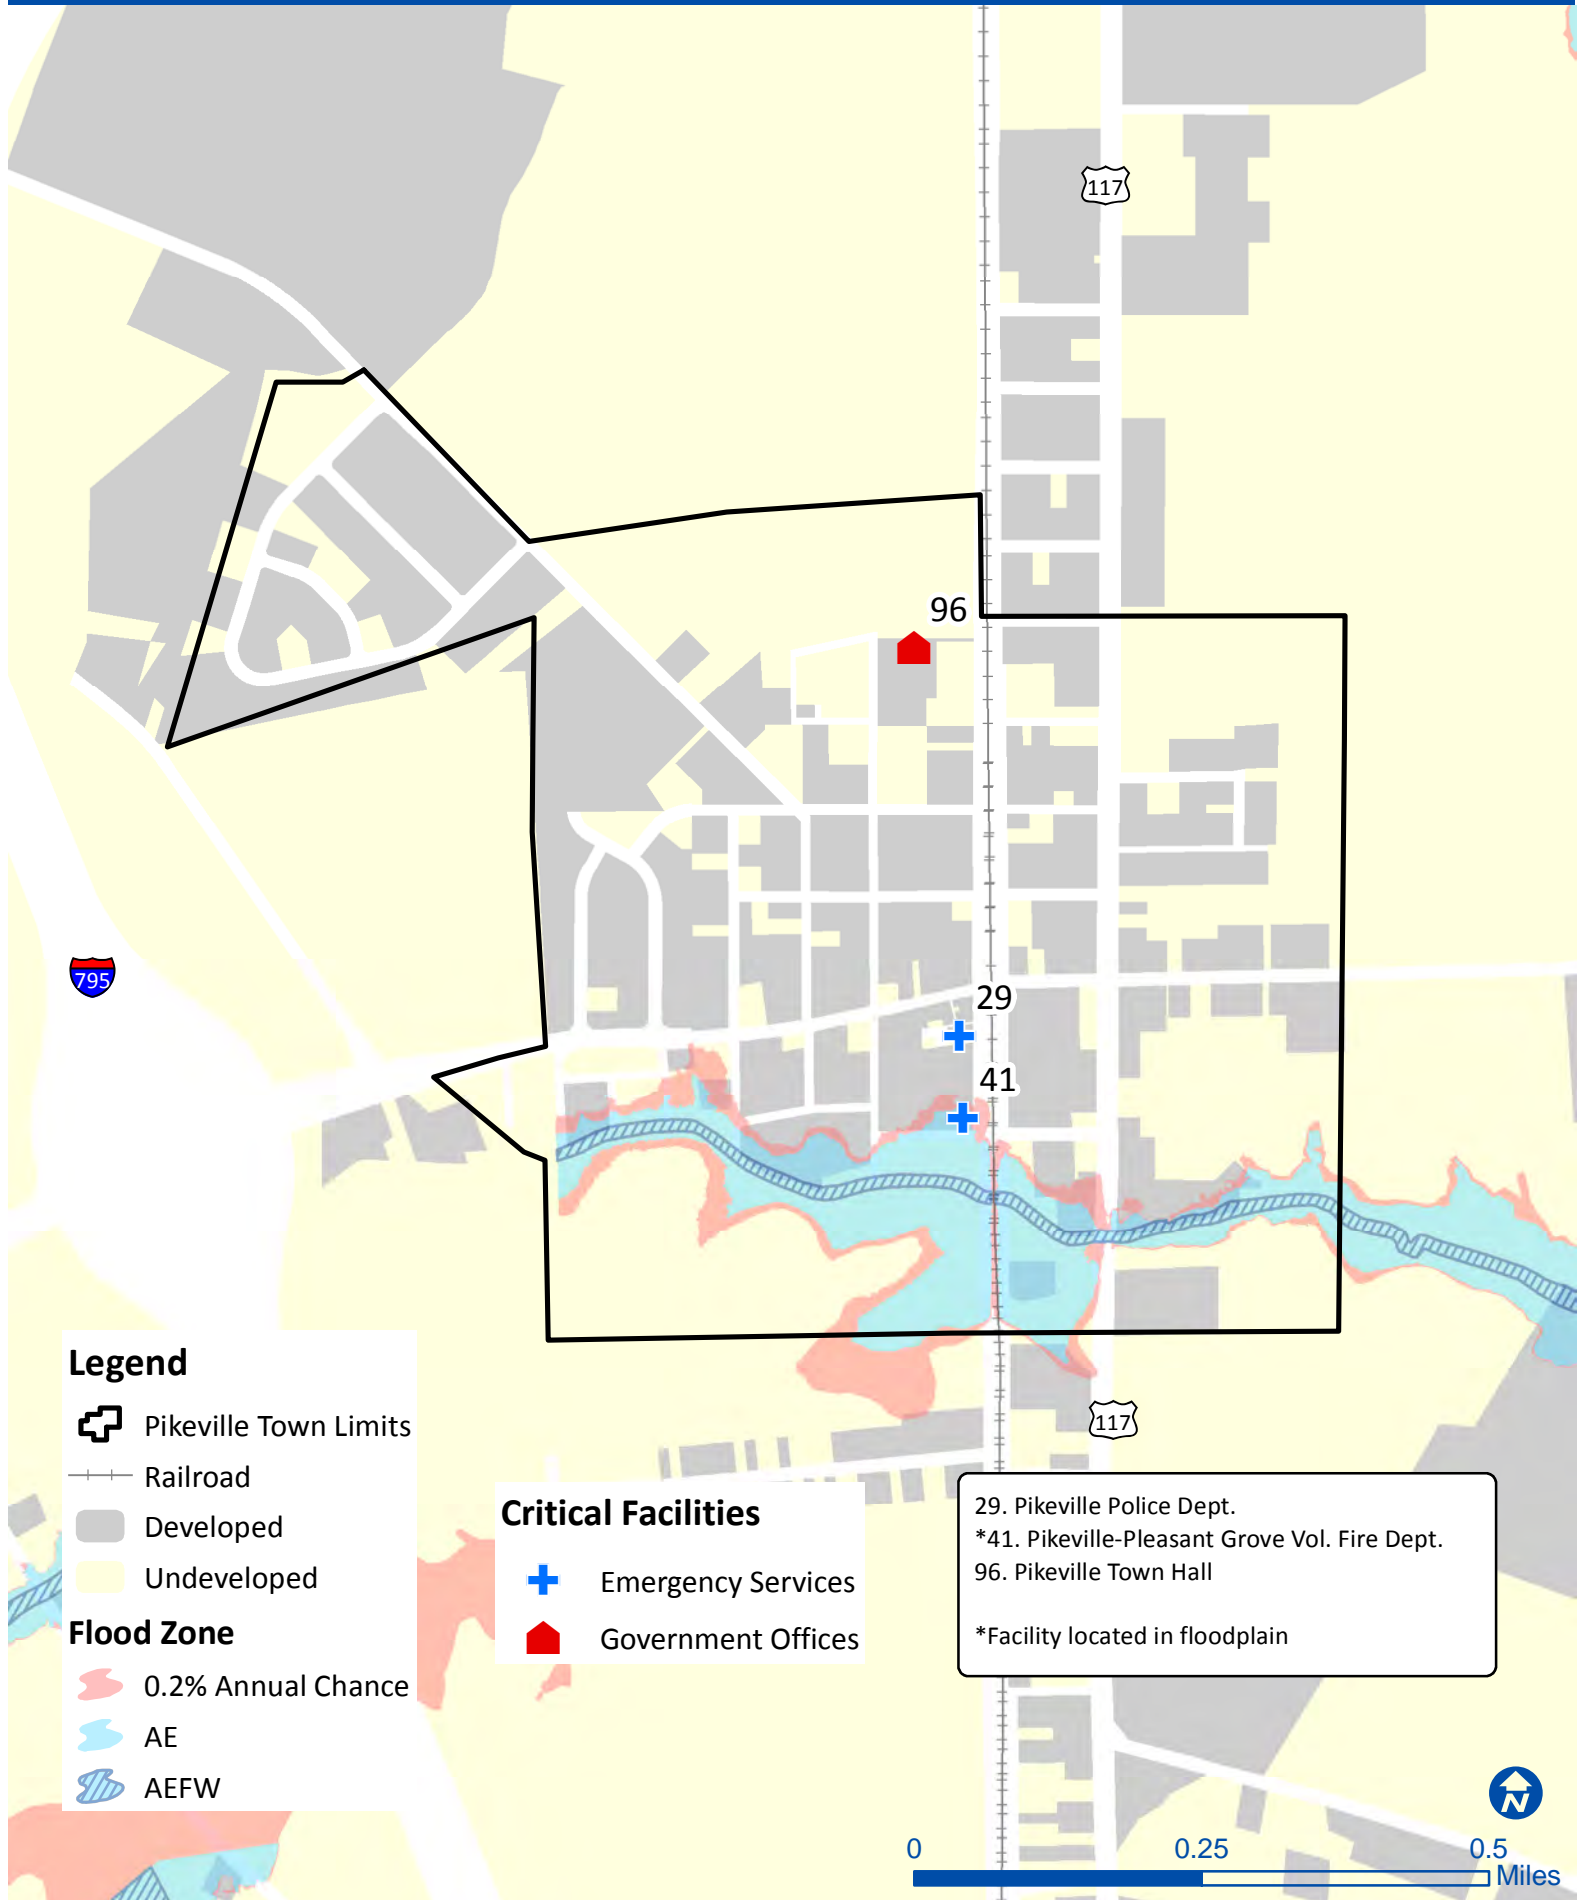 117
96
29
41
795
117
Legend
Pikeville Town Limits
Railroad
Developed
Undeveloped
Flood Zone
0.2% Annual Chance
AE
AEFW
Critical Facilities
Emergency Services
Government Offices
29. Pikeville Police Dept.
*41. Pikeville-Pleasant Grove Vol. Fire Dept.
96. Pikeville Town Hall
*Facility located in floodplain
N
0 0.25 0.5
Miles